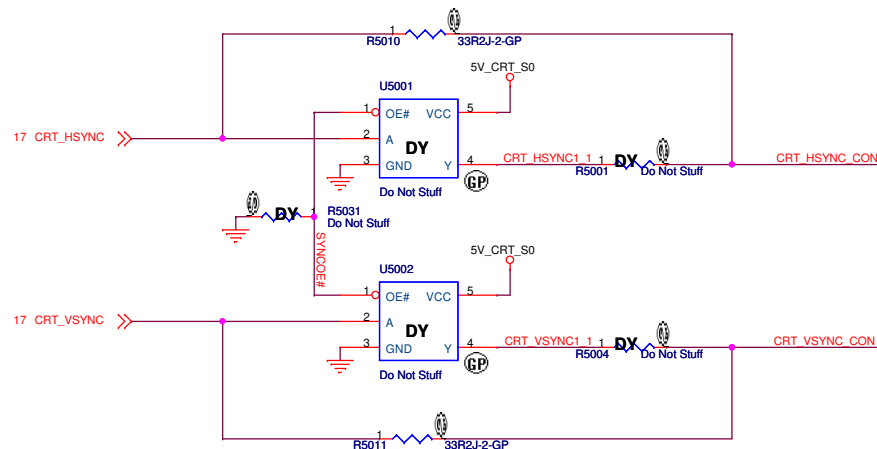 1
R5010
33R2J-2-GP
5V_CRT_S0
U5001
1 OE# VCC 5
17 CRT_HSYNC
2 A
DY
3 GND Y 4
CRT_HSYNC1_1
1 DY
CRT_HSYNC_CON
R5001
Do Not Stuff
GP
Do Not Stuff
DY 1
R5031
Do Not Stuff
SYNCOE#
5V_CRT_S0
U5002
1 OE# VCC 5
17 CRT_VSYNC
2 A
DY
3 GND Y 4
CRT_VSYNC1_1
1 DY
CRT_VSYNC_CON
R5004
Do Not Stuff
GP
Do Not Stuff
1
R5011
33R2J-2-GP